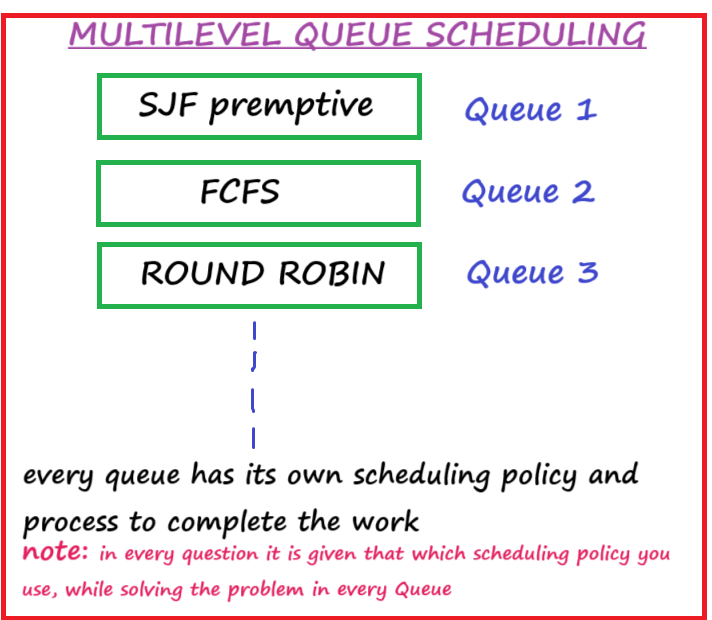 MULTILEVEL QUEUE SCHEDULING
SJF premptive Queue 1
FCFS Queue 2
ROUND ROBIN Queue 3
every queue has its own scheduling policy and
process to complete the work
note: in every question it is given that which scheduling policy you
use, while solving the problem in every Queue